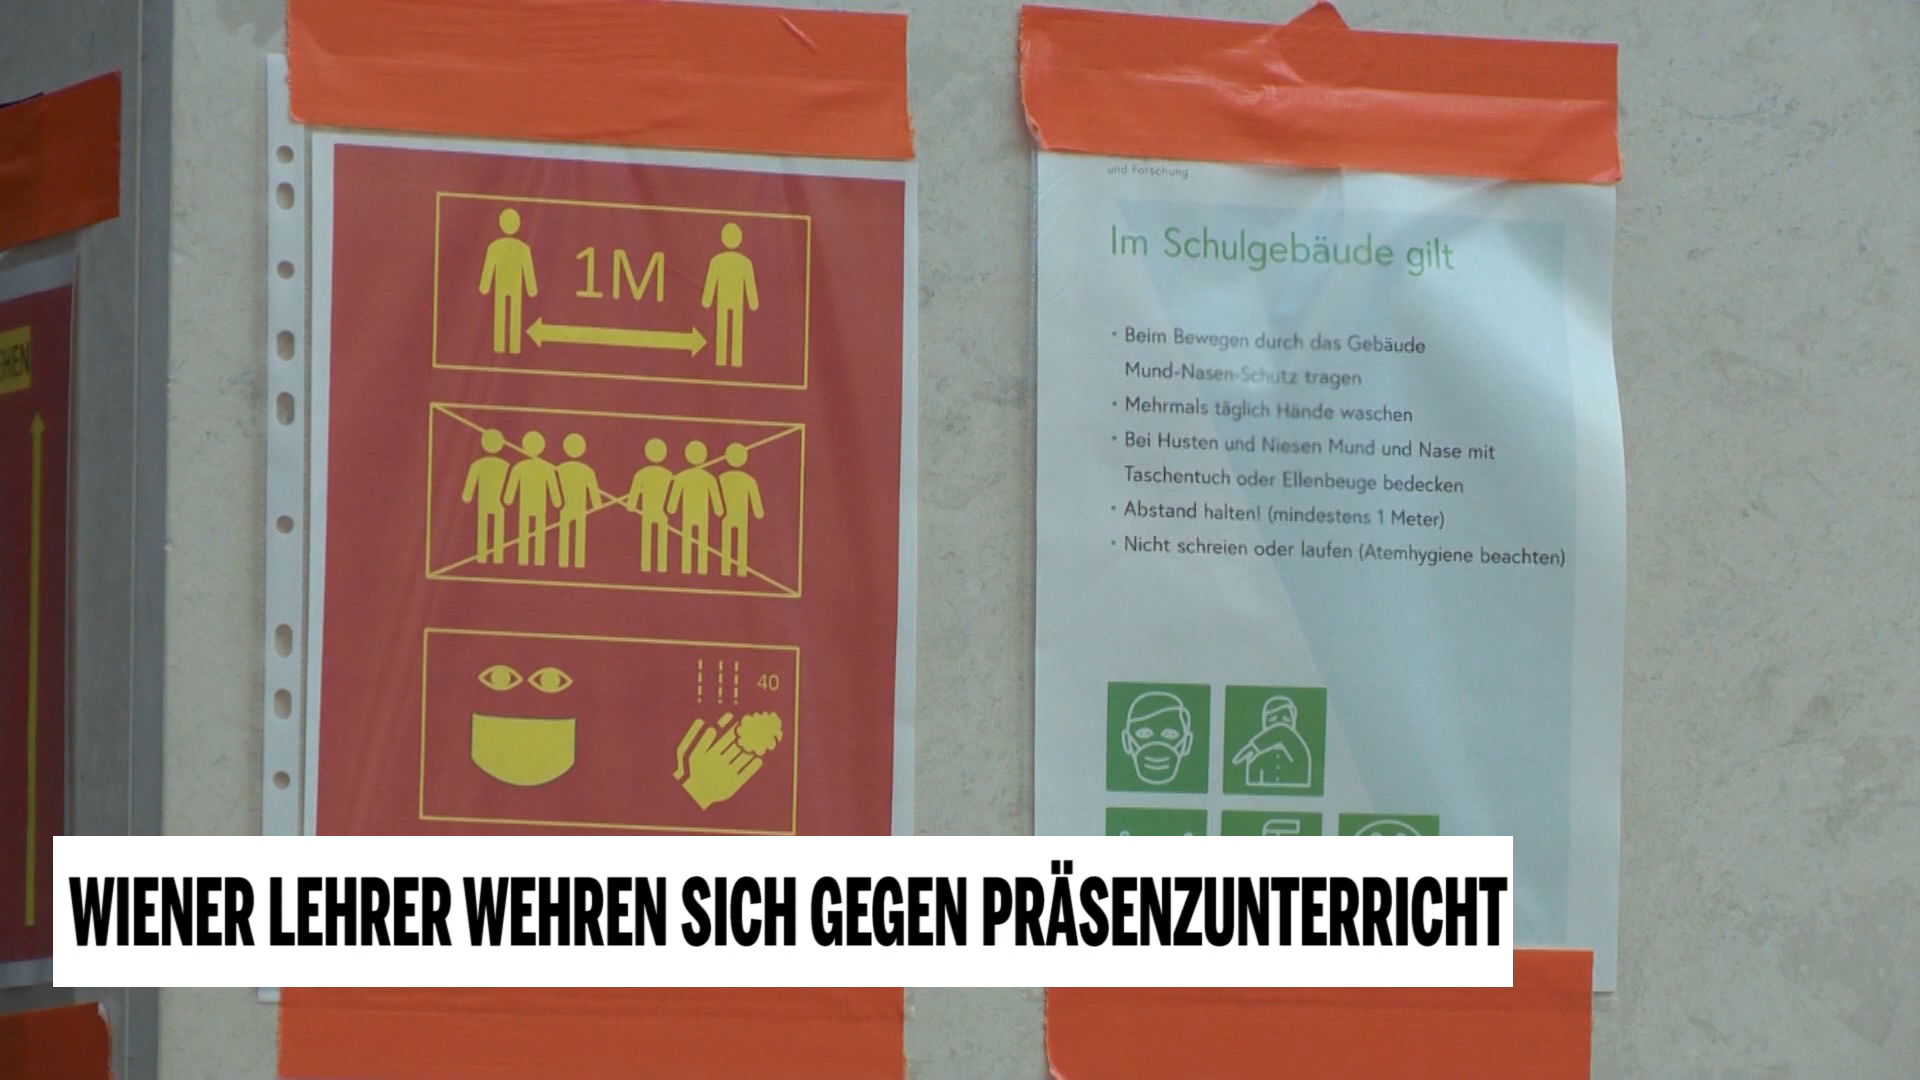 HEN
1M
40
und Forschung
Im Schulgebäude gilt
• Beim Bewegen durch das Gebäude
Mund-Nasen-Schutz tragen
• Mehrmals täglich Hände waschen
• Bei Husten und Niesen Mund und Nase mit
Taschentuch oder Ellenbeuge bedecken
• Abstand halten! (mindestens 1 Meter)
• Nicht schreien oder laufen (Atemhygiene beachten)
WIENER LEHRER WEHREN SICH GEGEN PRÄSENZUNTERRICHT